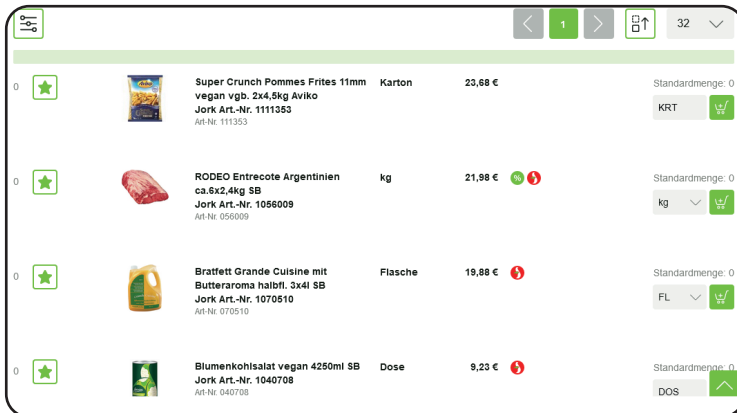 1
32
0
Super Crunch Pommes Frites 11mm
vegan vgb. 2x4,5kg Aviko
Jork Art.-Nr. 1111353
Art-Nr. 111353
Karton
23,68 €
Standardmenge: 0
KRT
0
RODEO Entrecote Argentinien
ca.6x2,4kg SB
Jork Art.-Nr. 1056009
Art-Nr. 056009
kg
21,98 €
%
Standardmenge: 0
kg
0
Bratfett Grande Cuisine mit
Butteraroma halbfl. 3x4l SB
Jork Art.-Nr. 1070510
Art-Nr. 070510
Flasche
19,88 €
Standardmenge: 0
FL
0
Blumenkohlsalat vegan 4250ml SB
Jork Art.-Nr. 1040708
Art-Nr. 040708
Dose
9,23 €
Standardmenge: 0
DOS